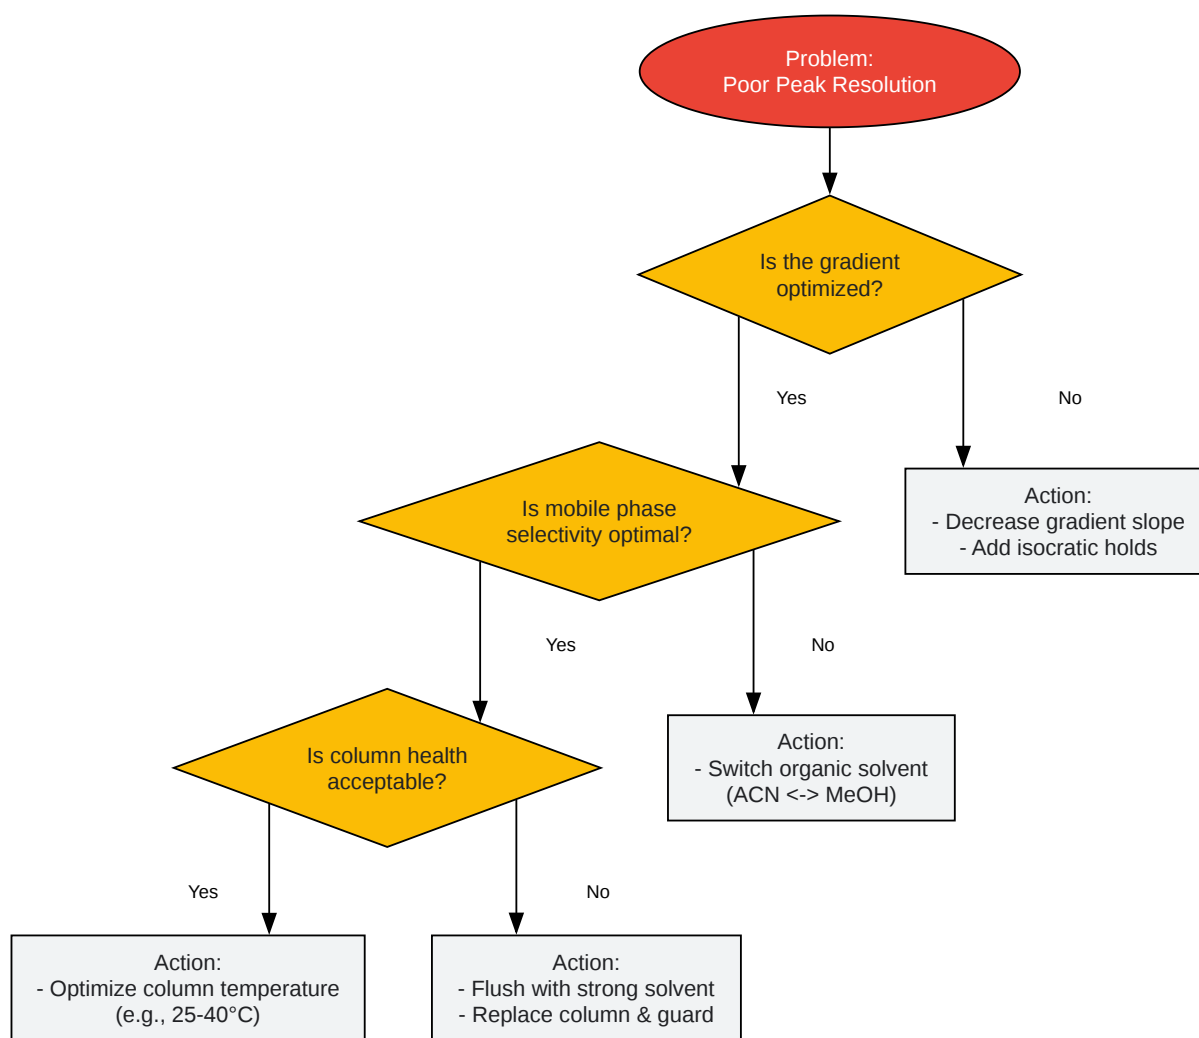 Problem:
Poor Peak Resolution
Is the gradient
optimized?
Yes
No
Action:
- Decrease gradient slope
- Add isocratic holds
Is mobile phase
selectivity optimal?
Yes
No
Action:
- Switch organic solvent
(ACN <-> MeOH)
Is column health
acceptable?
Yes
No
Action:
- Optimize column temperature
(e.g., 25-40°C)
Action:
- Flush with strong solvent
- Replace column & guard